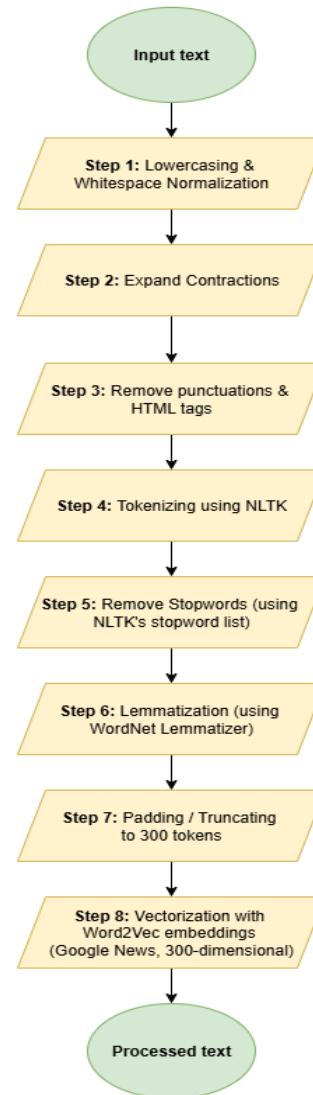 Input text
Step 1: Lowercasing &
Whitespace Normalization
Step 2: Expand Contractions
Step 3: Remove punctuations &
HTML tags
Step 4: Tokenizing using NLTK
Step 5: Remove Stopwords (using
NLTK's stopword list)
Step 6: Lemmatization (using
WordNet Lemmatizer)
Step 7: Padding / Truncating
to 300 tokens
Step 8: Vectorization with
Word2Vec embeddings
(Google News, 300-dimensional)
Processed text